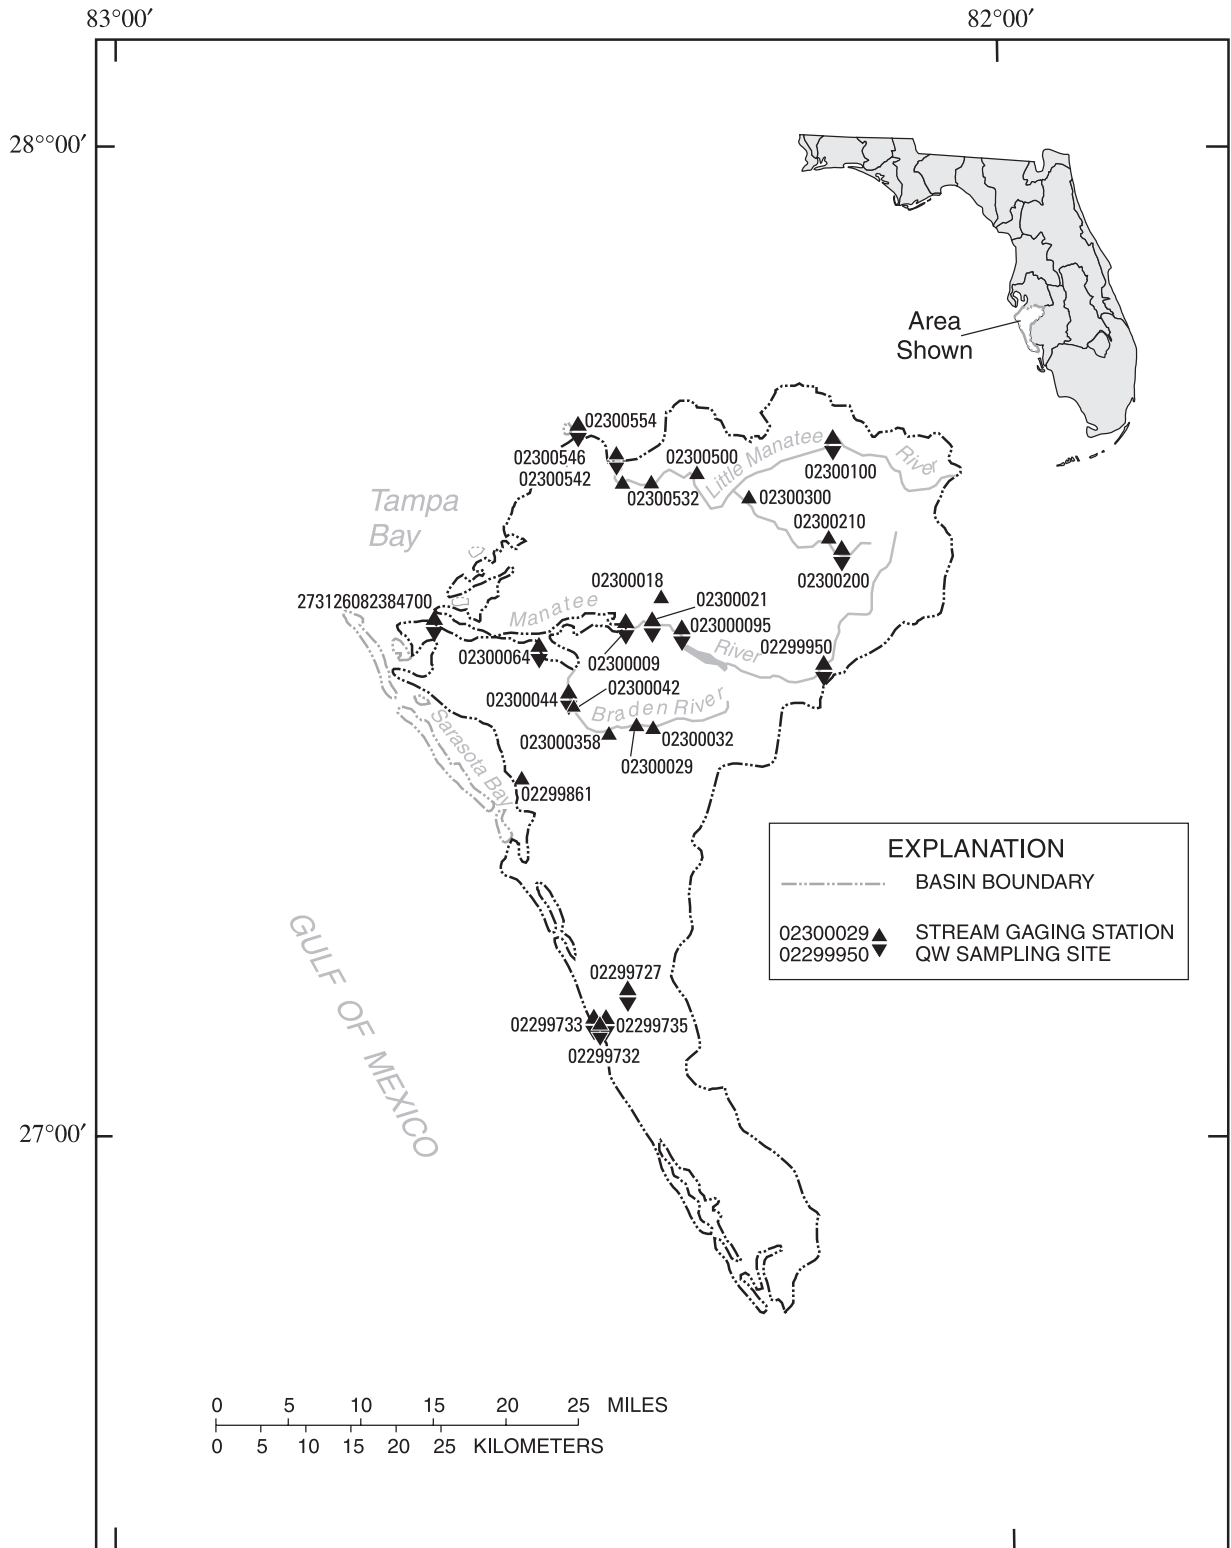 83°00′
82°00′
28°°00′
Area
Shown
02300554
02300546
02300542
02300500
02300532
Little Manatee
River
02300100
02300300
02300210
02300200
Tampa
Bay
273126082384700
Manatee
River
02300018
02300021
023000095
02300009
02300064
02299950
02300044
02300042
Braden River
023000358
02300032
02300029
Sarasota Bay
02299861
EXPLANATION
BASIN BOUNDARY
02300029
STREAM GAGING STATION
02299950
QW SAMPLING SITE
GULF OF MEXICO
02299727
02299733
02299735
02299732
27°00′
0 5 10 15 20 25 MILES
0 5 10 15 20 25 KILOMETERS